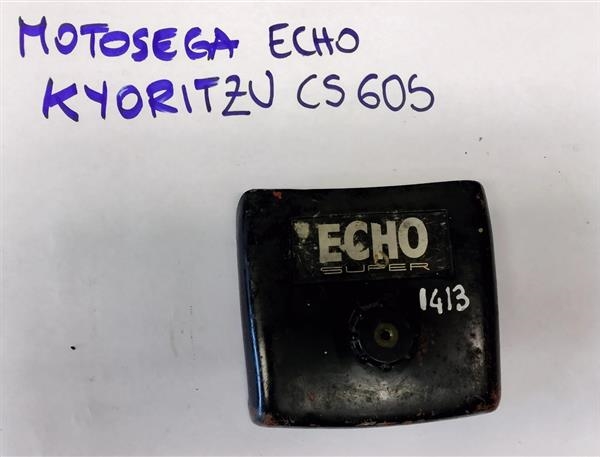 MOTOSEGA ECHO
KYORITZU CS 605
ECHO
SUPER
1413